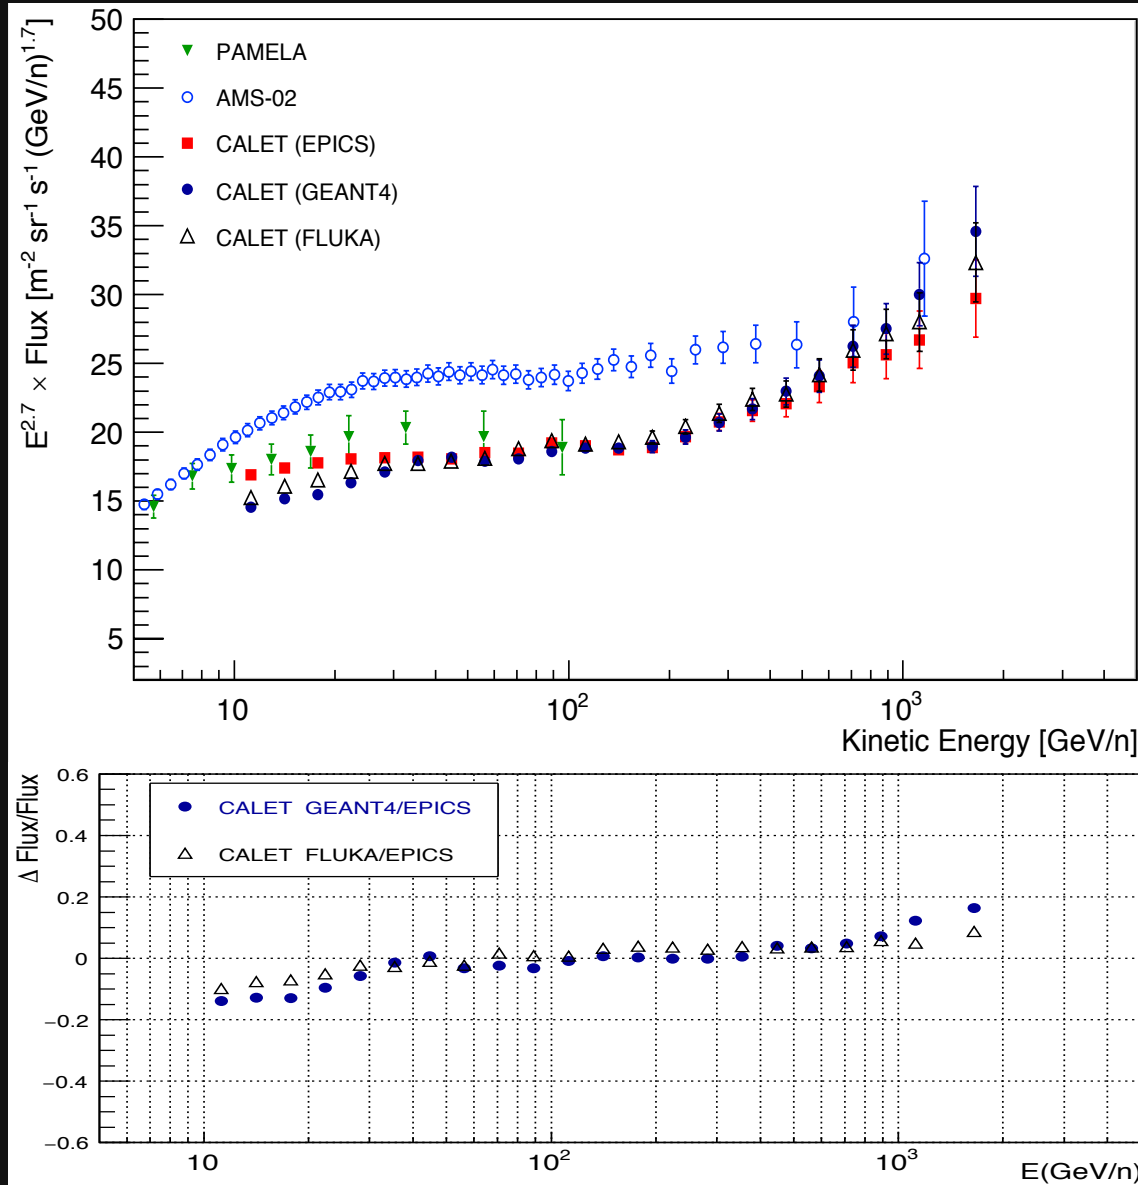 E^2.7 × Flux [m^-2 sr^-1 s^-1 (GeV/n)^1.7]
50
45
40
35
30
25
20
15
10
5
PAMELA
AMS-02
CALET (EPICS)
CALET (GEANT4)
CALET (FLUKA)
10
10^2
10^3
Kinetic Energy [GeV/n]
Δ Flux/Flux
0.6
0.4
0.2
0
−0.2
−0.4
−0.6
CALET GEANT4/EPICS
CALET FLUKA/EPICS
10
10^2
10^3
E(GeV/n)